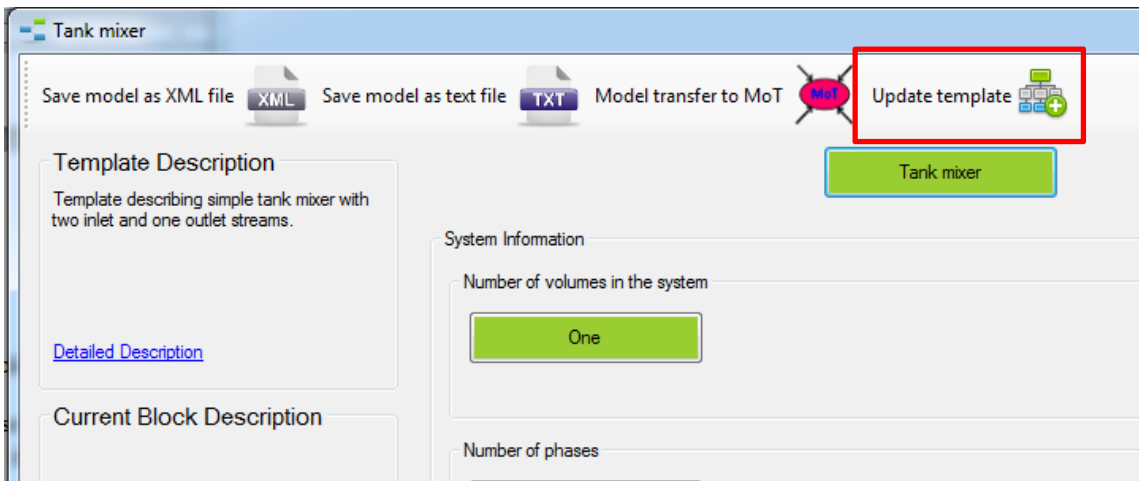 Tank mixer
Save model as XML file XML Save model as text file TXT Model transfer to MoT MoT Update template
Template Description
Template describing simple tank mixer with
two inlet and one outlet streams.
Detailed Description
Current Block Description
Tank mixer
System Information
Number of volumes in the system
One
Number of phases